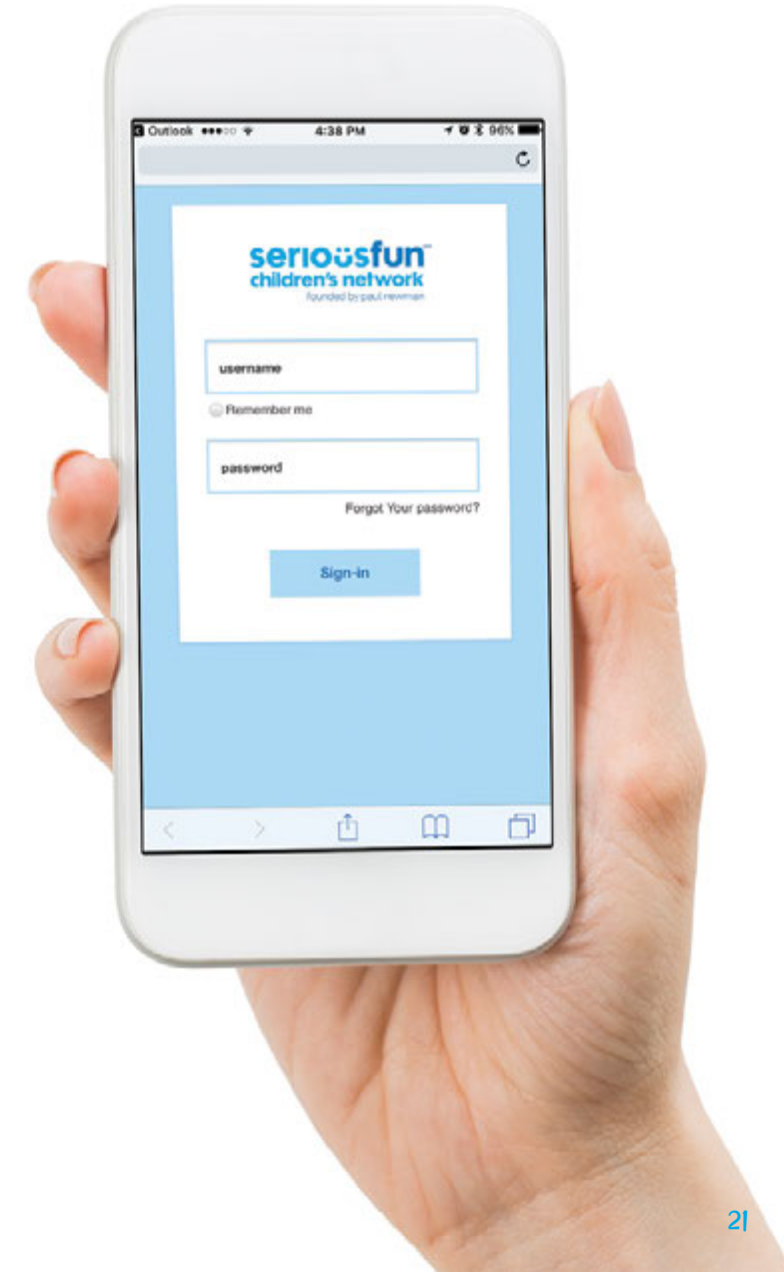 Outlook 4:38 PM 96%
seriöüsfun™
children's network
founded by paul newman
username
Remember me
password
Forgot Your password?
Sign-in
21